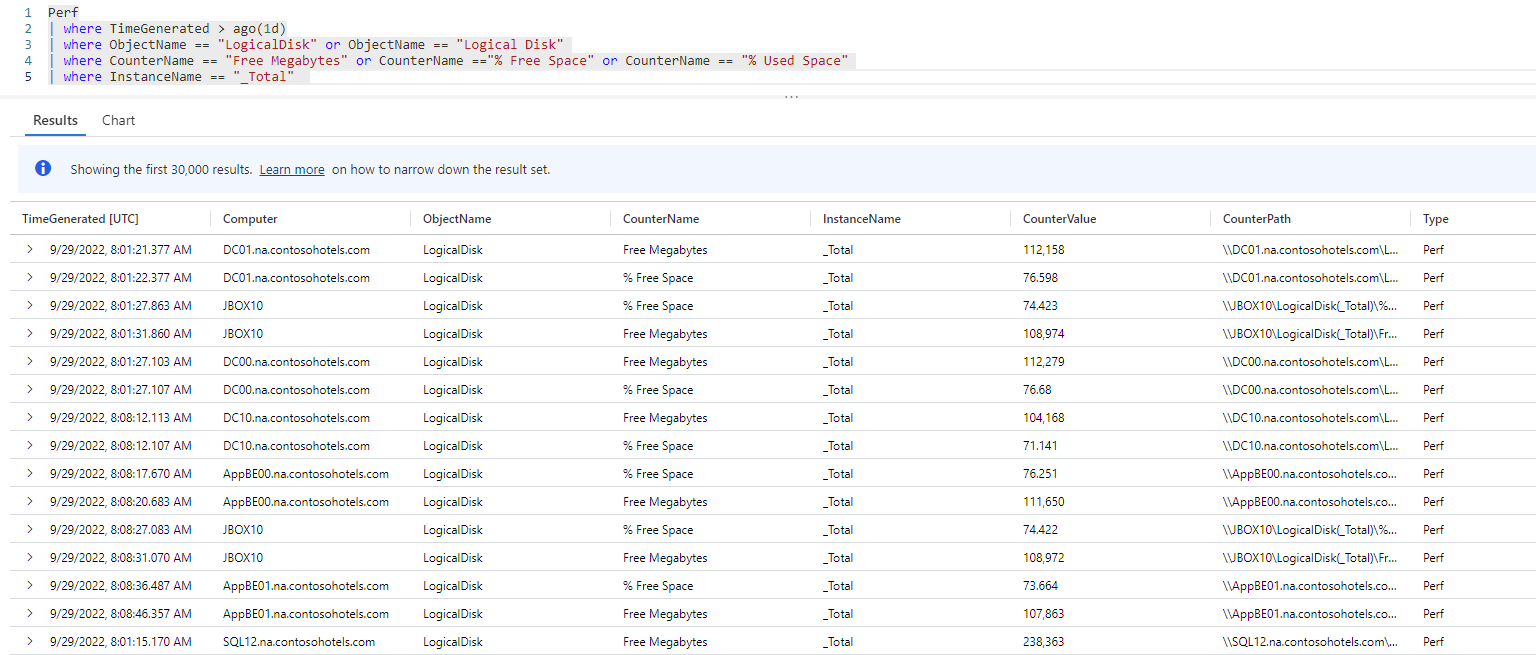 1 Perf
2 | where TimeGenerated > ago(1d)
3 | where ObjectName == "LogicalDisk" or ObjectName == "Logical Disk"
4 | where CounterName == "Free Megabytes" or CounterName =="% Free Space" or CounterName == "% Used Space"
5 | where InstanceName == "_Total"
...
Results Chart
Showing the first 30,000 results. Learn more on how to narrow down the result set.
TimeGenerated [UTC] Computer ObjectName CounterName InstanceName CounterValue CounterPath Type
> 9/29/2022, 8:01:21.377 AM DC01.na.contosohotels.com LogicalDisk Free Megabytes _Total 112,158 \\DC01.na.contosohotels.com\L... Perf
> 9/29/2022, 8:01:22.377 AM DC01.na.contosohotels.com LogicalDisk % Free Space _Total 76.598 \\DC01.na.contosohotels.com\L... Perf
> 9/29/2022, 8:01:27.863 AM JBOX10 LogicalDisk % Free Space _Total 74.423 \\JBOX10\LogicalDisk(_Total)\%... Perf
> 9/29/2022, 8:01:31.860 AM JBOX10 LogicalDisk Free Megabytes _Total 108,974 \\JBOX10\LogicalDisk(_Total)\Fr... Perf
> 9/29/2022, 8:01:27.103 AM DC00.na.contosohotels.com LogicalDisk Free Megabytes _Total 112,279 \\DC00.na.contosohotels.com\L... Perf
> 9/29/2022, 8:01:27.107 AM DC00.na.contosohotels.com LogicalDisk % Free Space _Total 76.68 \\DC00.na.contosohotels.com\L... Perf
> 9/29/2022, 8:08:12.113 AM DC10.na.contosohotels.com LogicalDisk Free Megabytes _Total 104,168 \\DC10.na.contosohotels.com\L... Perf
> 9/29/2022, 8:08:12.107 AM DC10.na.contosohotels.com LogicalDisk % Free Space _Total 71.141 \\DC10.na.contosohotels.com\L... Perf
> 9/29/2022, 8:08:17.670 AM AppBE00.na.contosohotels.com LogicalDisk % Free Space _Total 76.251 \\AppBE00.na.contosohotels.co... Perf
> 9/29/2022, 8:08:20.683 AM AppBE00.na.contosohotels.com LogicalDisk Free Megabytes _Total 111,650 \\AppBE00.na.contosohotels.co... Perf
> 9/29/2022, 8:08:27.083 AM JBOX10 LogicalDisk % Free Space _Total 74.422 \\JBOX10\LogicalDisk(_Total)\%... Perf
> 9/29/2022, 8:08:31.070 AM JBOX10 LogicalDisk Free Megabytes _Total 108,972 \\JBOX10\LogicalDisk(_Total)\Fr... Perf
> 9/29/2022, 8:08:36.487 AM AppBE01.na.contosohotels.com LogicalDisk % Free Space _Total 73.664 \\AppBE01.na.contosohotels.co... Perf
> 9/29/2022, 8:08:46.357 AM AppBE01.na.contosohotels.com LogicalDisk Free Megabytes _Total 107,863 \\AppBE01.na.contosohotels.co... Perf
> 9/29/2022, 8:01:15.170 AM SQL12.na.contosohotels.com LogicalDisk Free Megabytes _Total 238,363 \\SQL12.na.contosohotels.com\... Perf